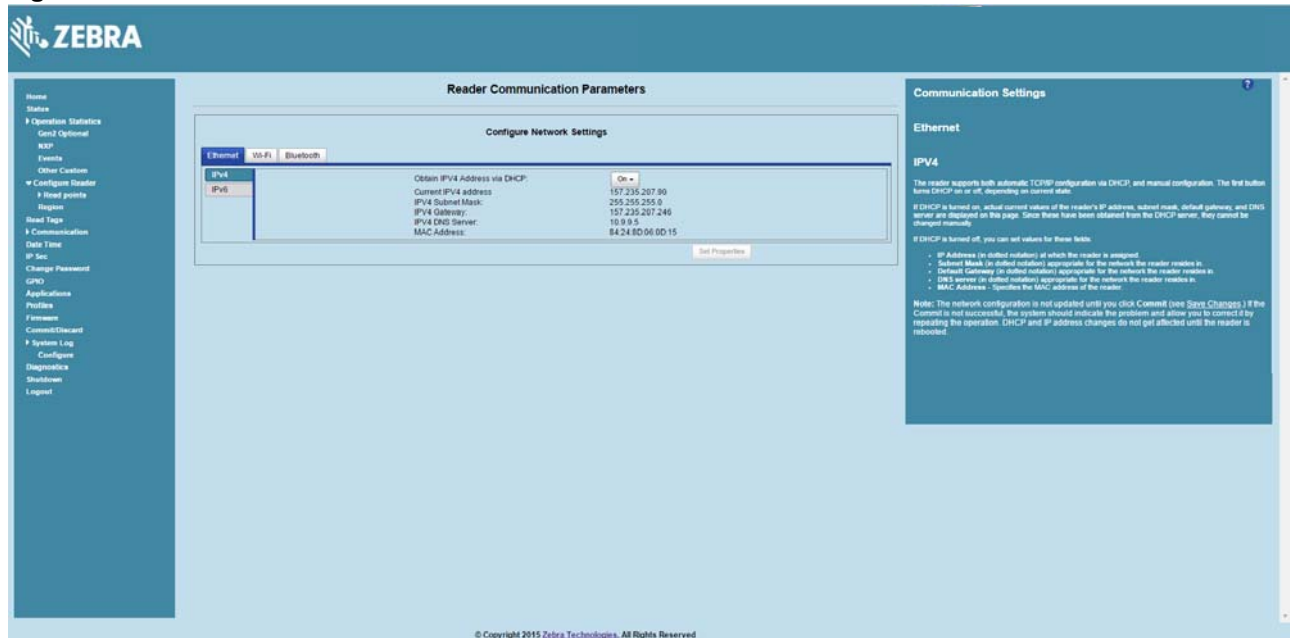 ZEBRA
Home
Status
Operation Statistics
Gen2 Optional
NXP
Events
Other Custom
Configure Reader
Read points
Region
Read Tags
Communication
Date Time
IP Sec
Change Password
GPIO
Applications
Profiles
Firmware
Commit/Discard
System Log
Configure
Diagnostics
Shutdown
Logout
Reader Communication Parameters
Configure Network Settings
Ethernet Wi-Fi Bluetooth
IPv4
IPv6
Obtain IPV4 Address via DHCP: On
Current IPV4 address 157.235.207.90
IPV4 Subnet Mask: 255.255.255.0
IPV4 Gateway: 157.235.207.246
IPV4 DNS Server: 10.9.9.5
MAC Address: 84:24:8D:06:0D:15
Set Properties
?
Communication Settings
Ethernet
IPV4
The reader supports both automatic TCP/IP configuration via DHCP, and manual configuration. The first button
turns DHCP on or off, depending on current state.
If DHCP is turned on, actual current values of the reader's IP address, subnet mask, default gateway, and DNS
server are displayed on this page. Since these have been obtained from the DHCP server, they cannot be
changed manually.
If DHCP is turned off, you can set values for these fields:
• IP Address (in dotted notation) at which the reader is assigned.
• Subnet Mask (in dotted notation) appropriate for the network the reader resides in.
• Default Gateway (in dotted notation) appropriate for the network the reader resides in.
• DNS server (in dotted notation) appropriate for the network the reader resides in.
• MAC Address - Specifies the MAC address of the reader.
Note: The network configuration is not updated until you click Commit (see Save Changes.) If the
Commit is not successful, the system should indicate the problem and allow you to correct it by
repeating the operation. DHCP and IP address changes do not get affected until the reader is
rebooted.
© Copyright 2015 Zebra Technologies. All Rights Reserved